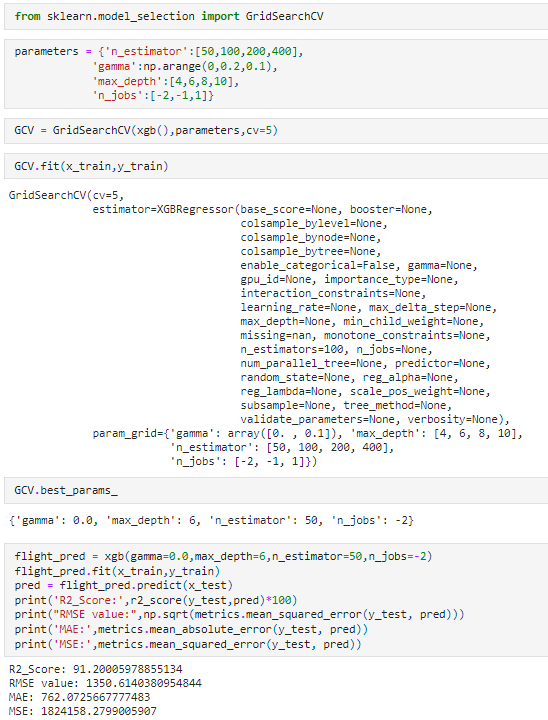 from sklearn.model_selection import GridSearchCV
parameters = {'n_estimator':[50,100,200,400],
'gamma':np.arange(0,0.2,0.1),
'max_depth':[4,6,8,10],
'n_jobs':[-2,-1,1]}
GCV = GridSearchCV(xgb(),parameters,cv=5)
GCV.fit(x_train,y_train)
GridSearchCV(cv=5,
estimator=XGBRegressor(base_score=None, booster=None,
colsample_bylevel=None,
colsample_bynode=None,
colsample_bytree=None,
enable_categorical=False, gamma=None,
gpu_id=None, importance_type=None,
interaction_constraints=None,
learning_rate=None, max_delta_step=None,
max_depth=None, min_child_weight=None,
missing=nan, monotone_constraints=None,
n_estimators=100, n_jobs=None,
num_parallel_tree=None, predictor=None,
random_state=None, reg_alpha=None,
reg_lambda=None, scale_pos_weight=None,
subsample=None, tree_method=None,
validate_parameters=None, verbosity=None),
param_grid={'gamma': array([0. , 0.1]), 'max_depth': [4, 6, 8, 10],
'n_estimator': [50, 100, 200, 400],
'n_jobs': [-2, -1, 1]})
GCV.best_params_
{'gamma': 0.0, 'max_depth': 6, 'n_estimator': 50, 'n_jobs': -2}
flight_pred = xgb(gamma=0.0,max_depth=6,n_estimator=50,n_jobs=-2)
flight_pred.fit(x_train,y_train)
pred = flight_pred.predict(x_test)
print('R2_Score:',r2_score(y_test,pred)*100)
print("RMSE value:",np.sqrt(metrics.mean_squared_error(y_test, pred)))
print('MAE:',metrics.mean_absolute_error(y_test, pred))
print('MSE:',metrics.mean_squared_error(y_test, pred))
R2_Score: 91.20005978855134
RMSE value: 1350.6140380954844
MAE: 762.0725667777483
MSE: 1824158.2799005907